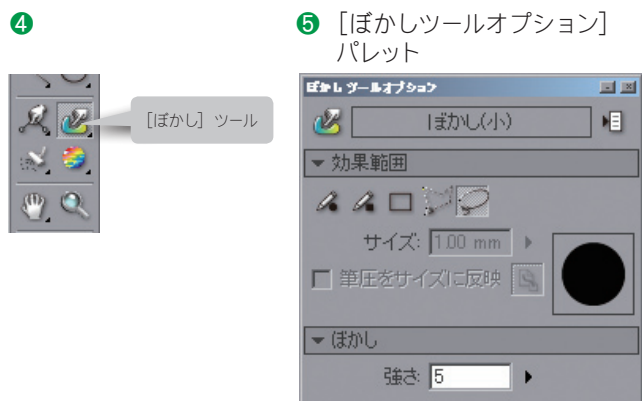 ❹
❺ ［ぼかしツールオプション］
パレット
［ぼかし］ ツール
ぼかし ツールオプション
ぼかし(小)
▼ 効果範囲
サイズ: 1.00 mm
筆圧をサイズに反映
▼ ぼかし
強さ: 5